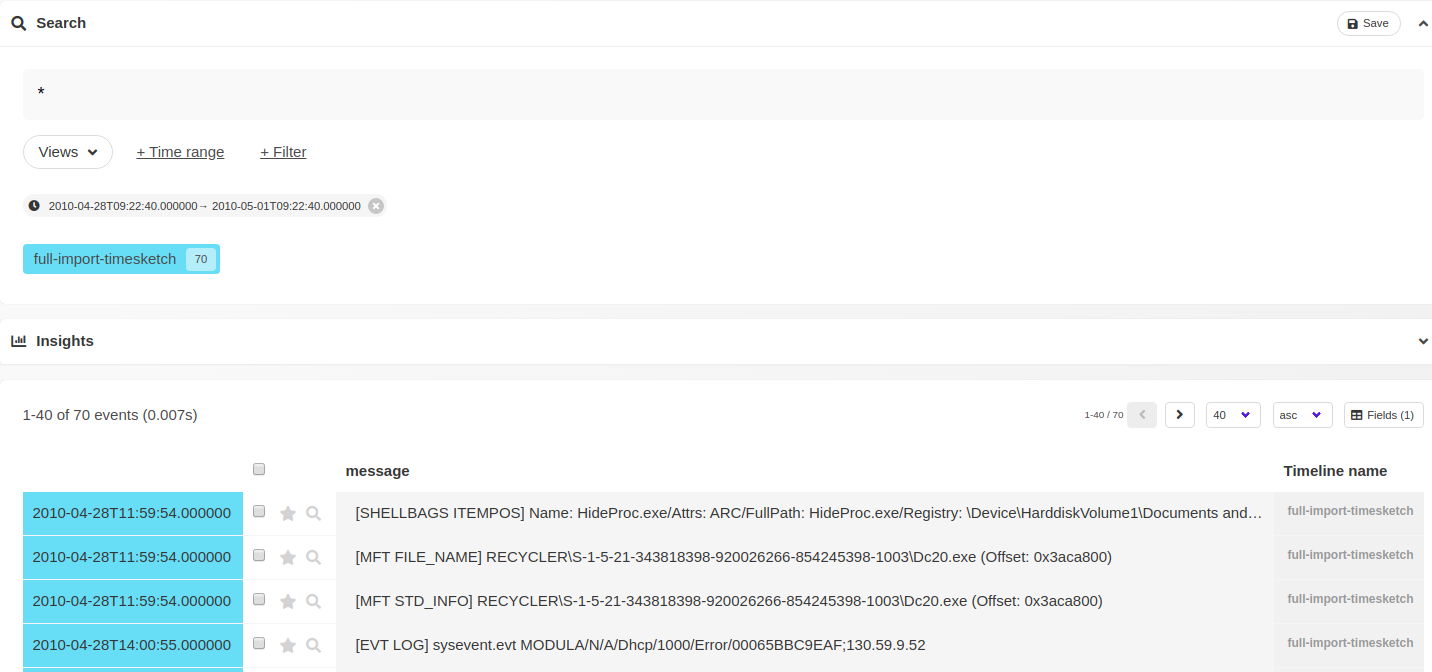 Search
Save
*
Views
+ Time range
+ Filter
2010-04-28T09:22:40.000000→ 2010-05-01T09:22:40.000000
full-import-timesketch 70
Insights
1-40 of 70 events (0.007s)
1-40 / 70
40
asc
Fields (1)
message Timeline name
2010-04-28T11:59:54.000000 [SHELLBAGS ITEMPOS] Name: HideProc.exe/Attrs: ARC/FullPath: HideProc.exe/Registry: \Device\HarddiskVolume1\Documents and… full-import-timesketch
2010-04-28T11:59:54.000000 [MFT FILE_NAME] RECYCLER\S-1-5-21-343818398-920026266-854245398-1003\Dc20.exe (Offset: 0x3aca800) full-import-timesketch
2010-04-28T11:59:54.000000 [MFT STD_INFO] RECYCLER\S-1-5-21-343818398-920026266-854245398-1003\Dc20.exe (Offset: 0x3aca800) full-import-timesketch
2010-04-28T14:00:55.000000 [EVT LOG] sysevent.evt MODULA/N/A/Dhcp/1000/Error/00065BBC9EAF;130.59.9.52 full-import-timesketch